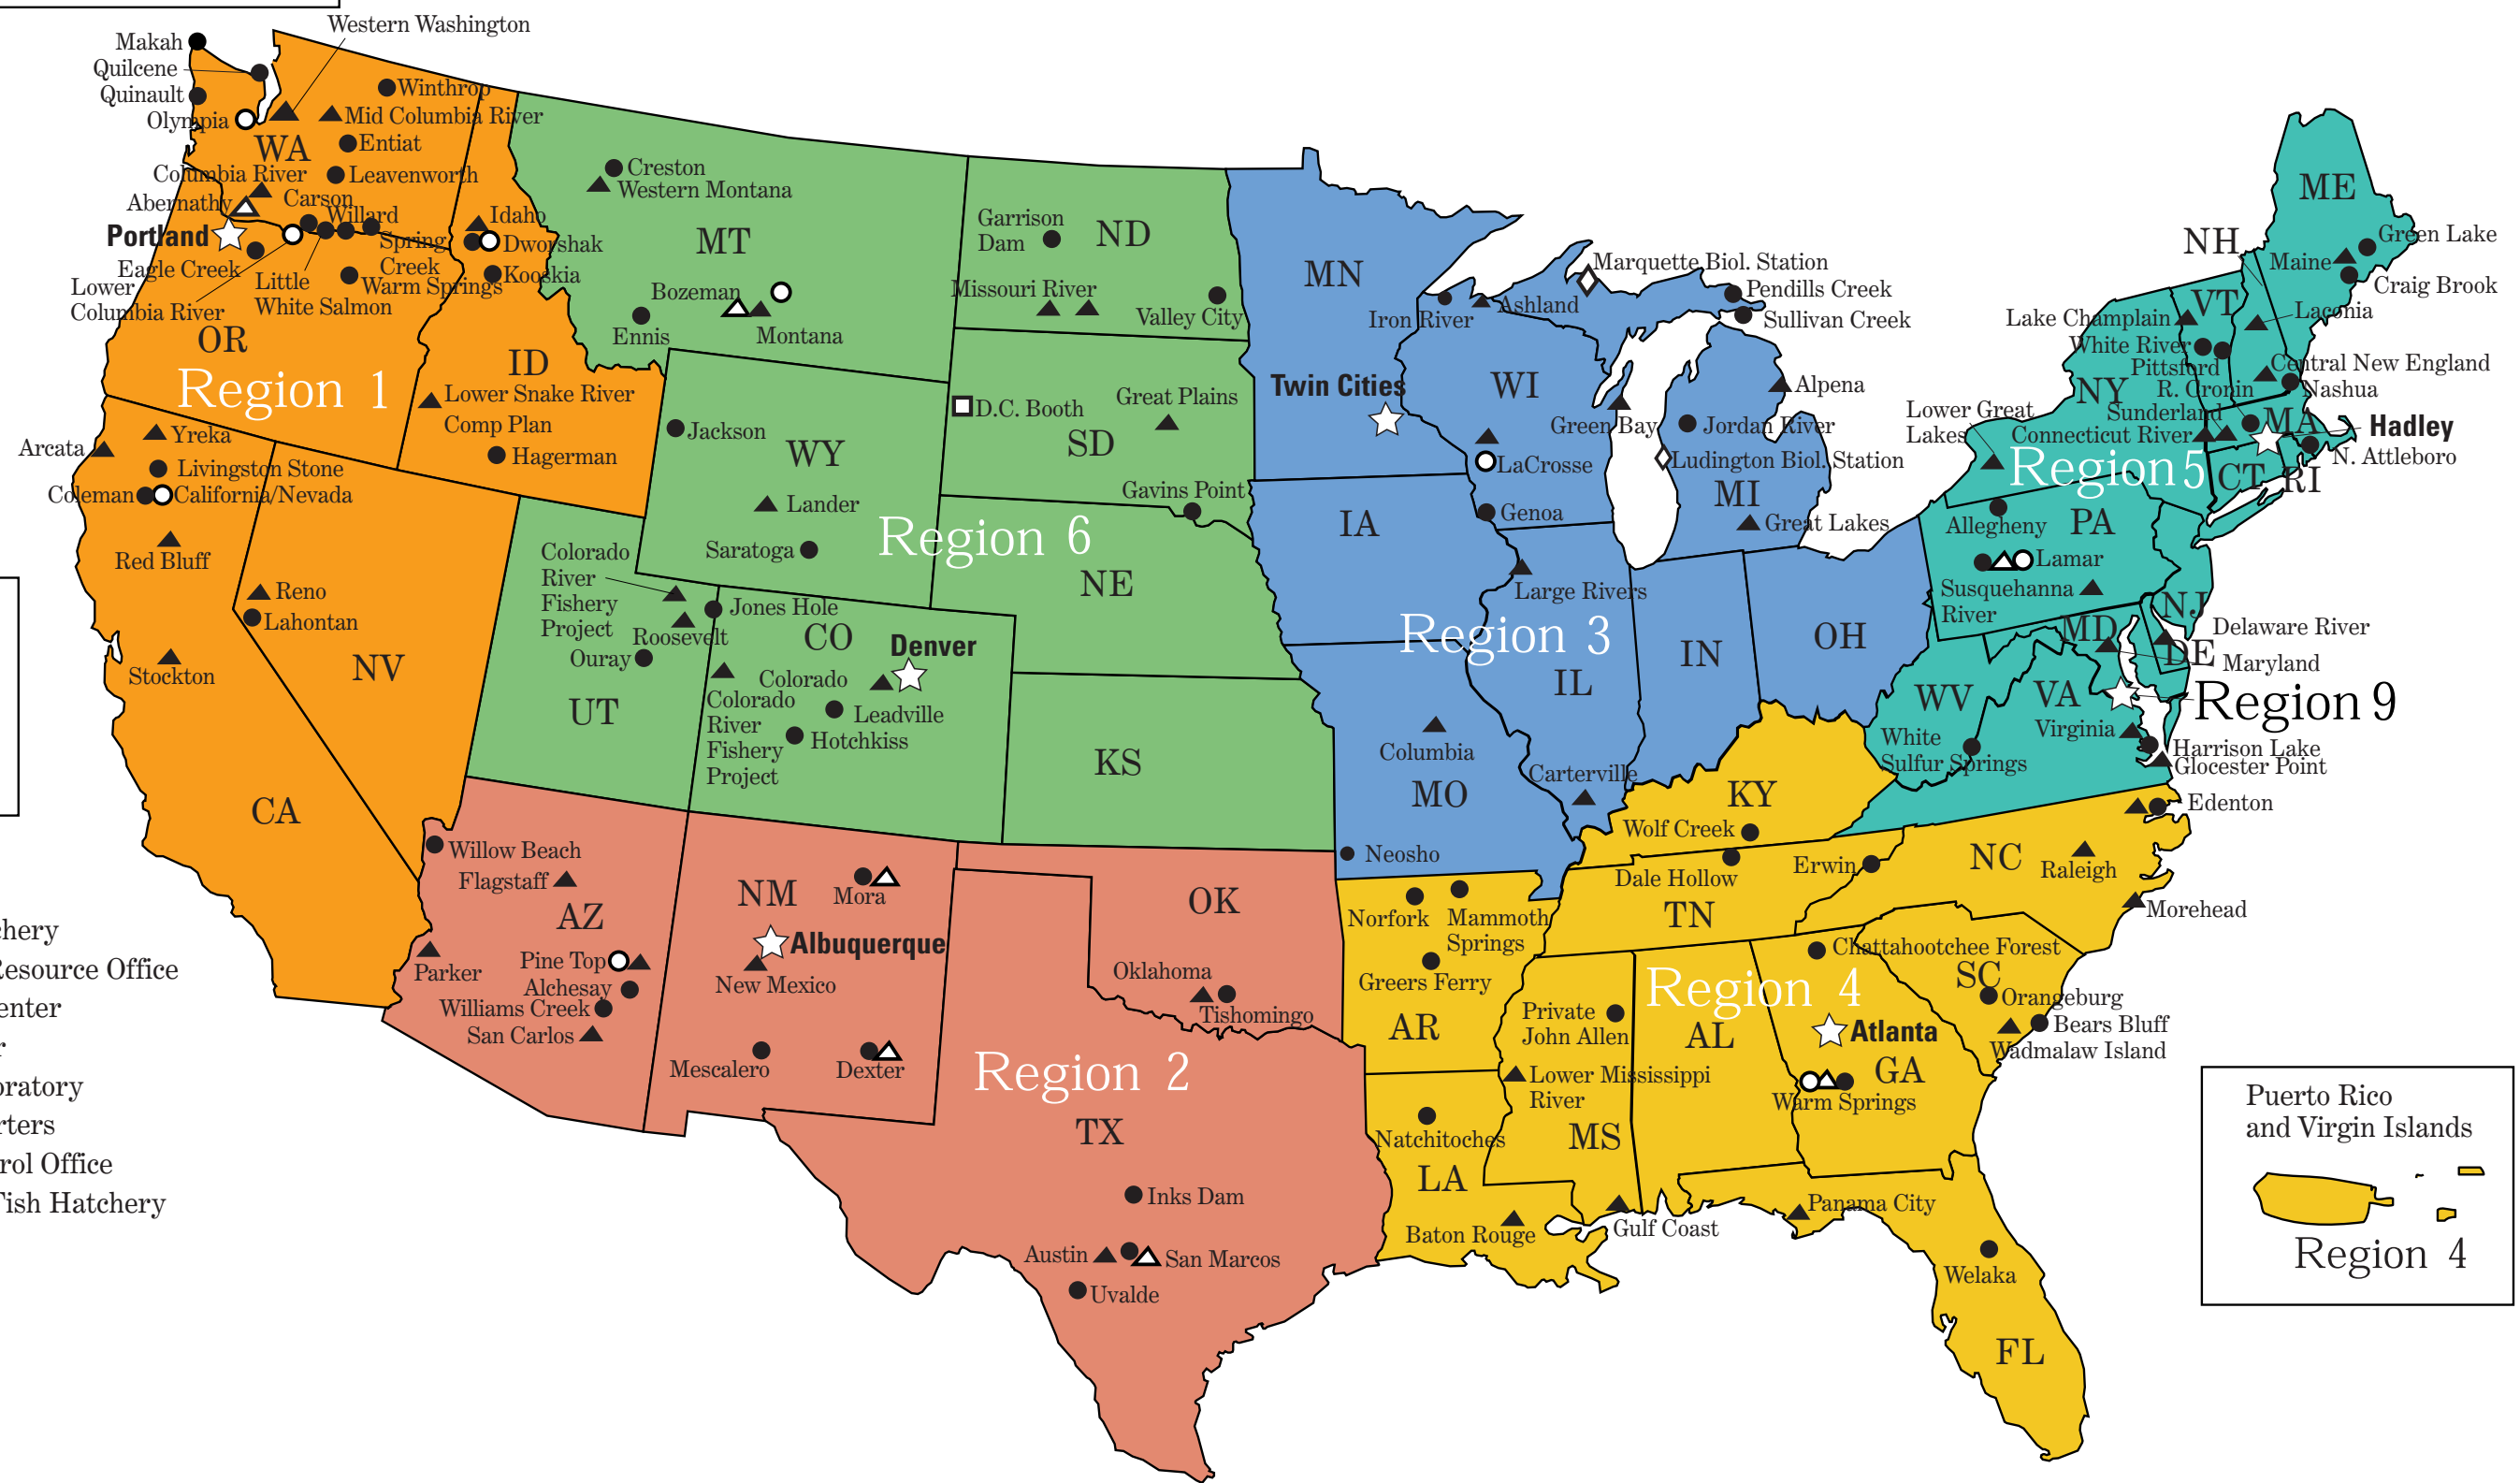 Western Washington
Makah
Quilcene
Quinault
Olympia
Winthrop
Mid Columbia River
WA
Entiat
Columbia River
Leavenworth
Abernathy
Carson
Willard
Portland
Spring
Creek
Eagle Creek
Little
White Salmon
Warm Springs
Lower
Columbia River
OR
Region 1
Idaho
Dworshak
Kooskia
ID
Lower Snake River
Comp Plan
Hagerman
Arcata
Yreka
Livingston Stone
Coleman
California/Nevada
Red Bluff
Reno
Lahontan
Stockton
NV
CA
Creston
Western Montana
MT
Bozeman
Ennis
Montana
Garrison
Dam
ND
Missouri River
Valley City
D.C. Booth
Great Plains
SD
Gavins Point
Jackson
WY
Lander
Saratoga
Region 6
NE
Colorado
River
Fishery
Project
Jones Hole
Roosevelt
Ouray
UT
CO
Denver
Colorado
Colorado
River
Fishery
Project
Leadville
Hotchkiss
KS
MN
Marquette Biol. Station
Pendills Creek
Sullivan Creek
Iron River
Ashland
Twin Cities
WI
Alpena
Green Bay
Jordan River
LaCrosse
Ludington Biol. Station
MI
Genoa
Great Lakes
IA
Large Rivers
Region 3
IN
OH
IL
Columbia
MO
Carterville
Neosho
ME
NH
Green Lake
Maine
Craig Brook
VT
Laconia
Lake Champlain
White River
Pittsford
Central New England
NY
R. Cronin
Nashua
Lower Great
Lakes
Sunderland
MA
Hadley
Connecticut River
N. Attleboro
Region 5
CT
RI
Allegheny
PA
Lamar
Susquehanna
River
NJ
MD
Delaware River
DE
Maryland
WV
VA
Region 9
Virginia
White
Sulfur Springs
Harrison Lake
Glocester Point
Edenton
KY
Wolf Creek
Dale Hollow
Erwin
NC
Raleigh
TN
Morehead
Norfork
Mammoth
Springs
Greers Ferry
AR
Chattahootchee Forest
SC
Orangeburg
Bears Bluff
Wadmalaw Island
Region 4
Private
John Allen
AL
Atlanta
GA
Lower Mississippi
River
Warm Springs
Natchitoches
MS
LA
Baton Rouge
Gulf Coast
Panama City
Welaka
FL
Willow Beach
Flagstaff
AZ
Parker
Pine Top
Alchesay
Williams Creek
San Carlos
NM
Mora
Albuquerque
New Mexico
Mescalero
Dexter
OK
Oklahoma
Tishomingo
Region 2
TX
Inks Dam
Austin
San Marcos
Uvalde
Resource Office
rol Office
Fish Hatchery
Puerto Rico
and Virgin Islands
Region 4